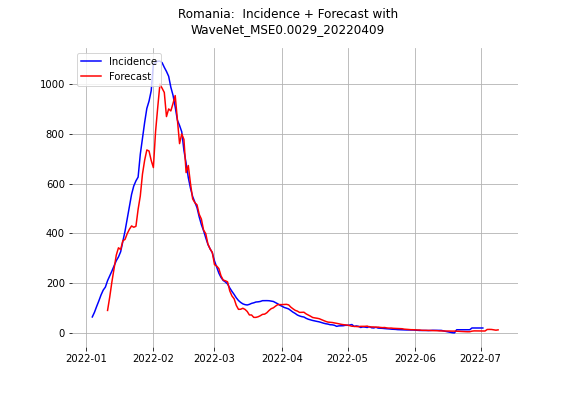 Romania:  Incidence + Forecast with
WaveNet_MSE0.0029_20220409
Incidence
Forecast
1000
800
600
400
200
0
2022-01 2022-02 2022-03 2022-04 2022-05 2022-06 2022-07